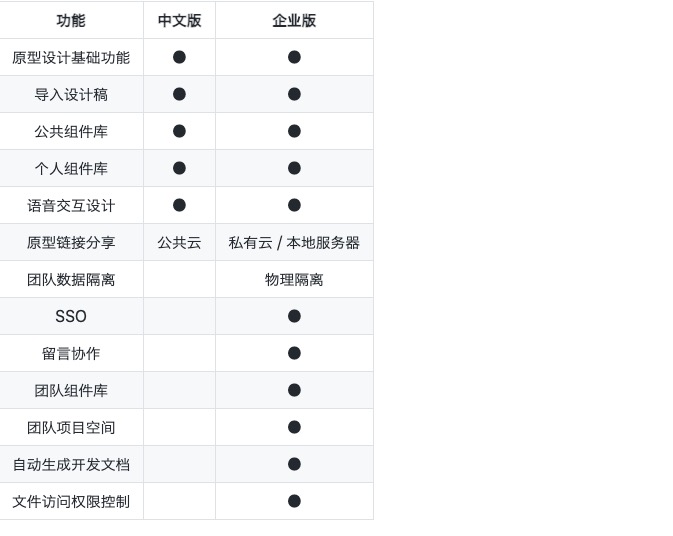 功能 中文版 企业版
原型设计基础功能 ● ●
导入设计稿 ● ●
公共组件库 ● ●
个人组件库 ● ●
语音交互设计 ● ●
原型链接分享 公共云 私有云 / 本地服务器
团队数据隔离 物理隔离
SSO ●
留言协作 ●
团队组件库 ●
团队项目空间 ●
自动生成开发文档 ●
文件访问权限控制 ●